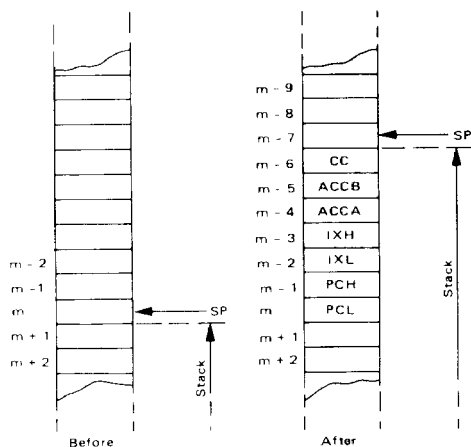 m - 2
m - 1
m
m + 1
m + 2
SP
Stack
Before
m - 9
m - 8
m - 7
m - 6 CC
m - 5 ACCB
m - 4 ACCA
m - 3 IXH
m - 2 IXL
m - 1 PCH
m PCL
m + 1
m + 2
SP
Stack
After